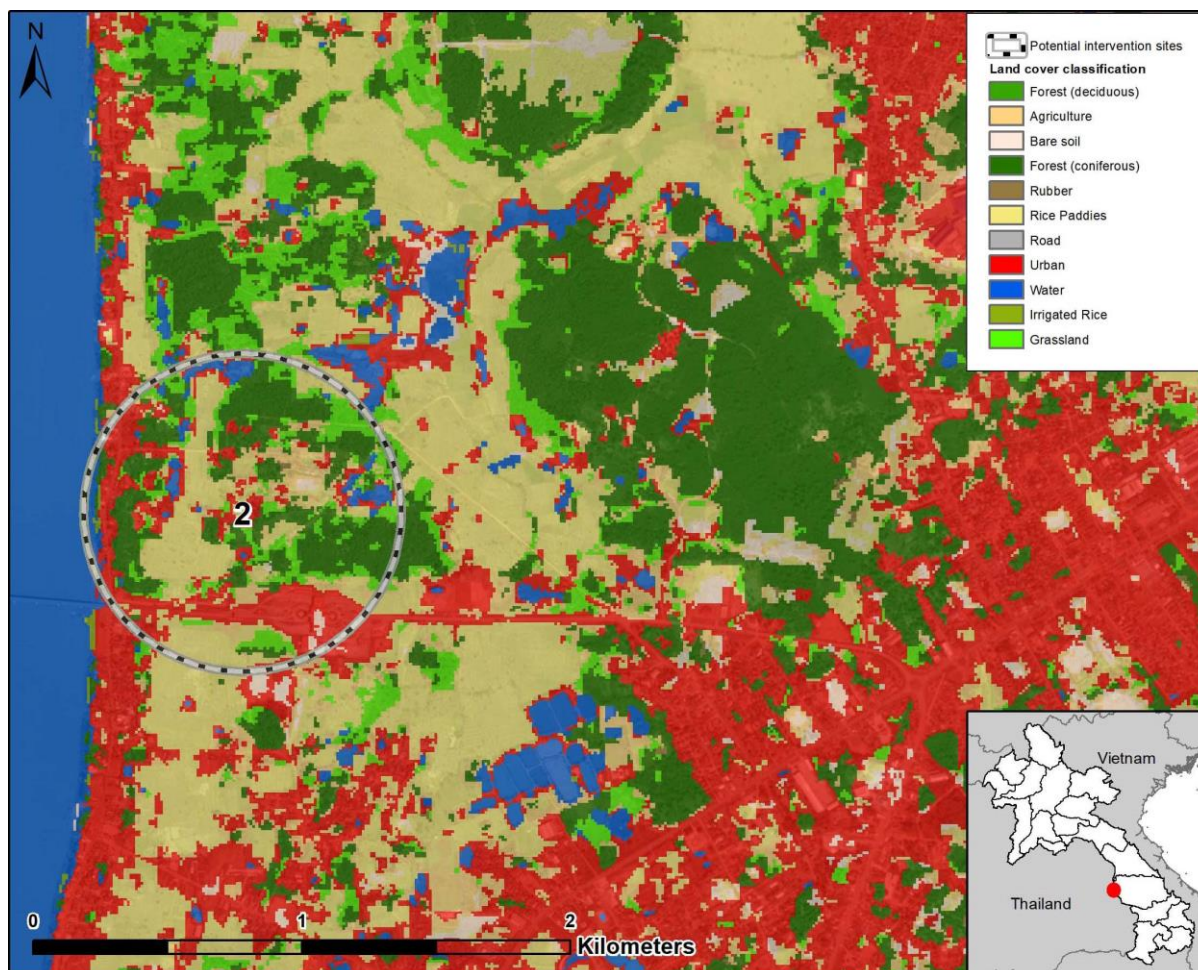 N
Potential intervention sites
Land cover classification
Forest (deciduous)
Agriculture
Bare soil
Forest (coniferous)
Rubber
Rice Paddies
Road
Urban
Water
Irrigated Rice
Grassland
2
Vietnam
Thailand
0 1 2
Kilometers